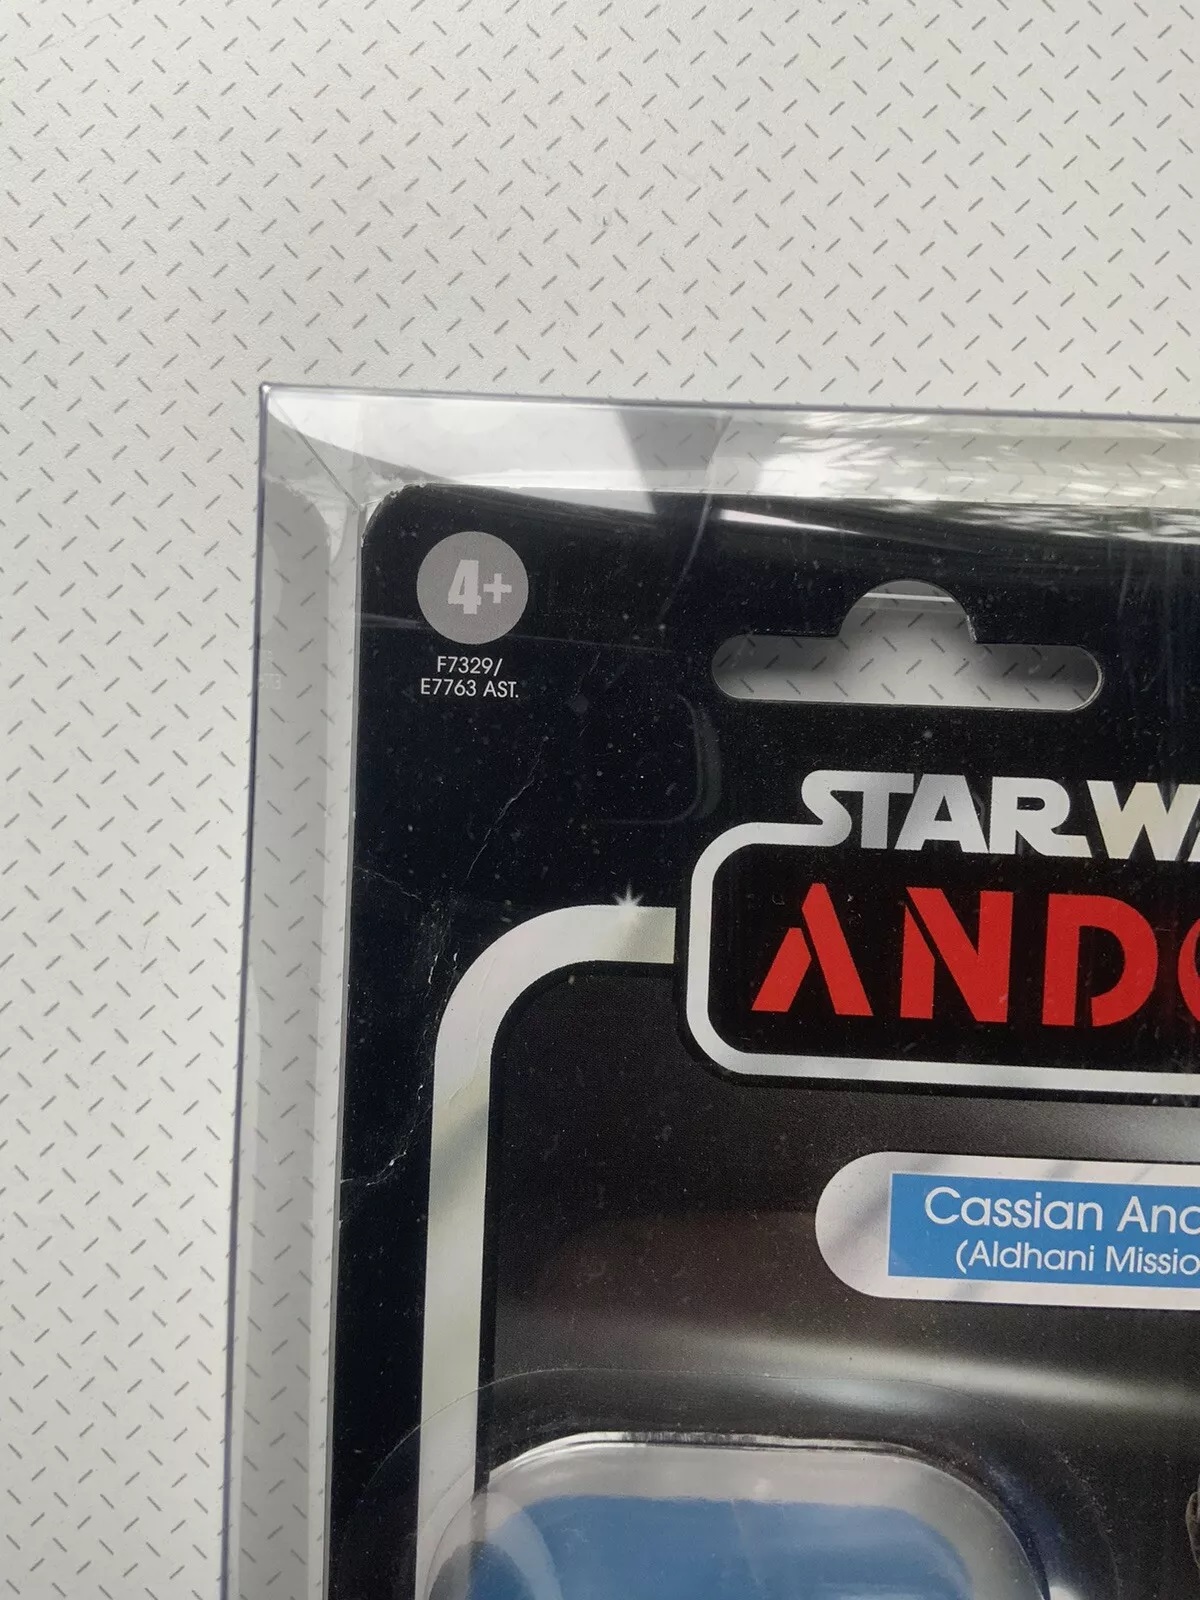 4+
F7329/
E7763 AST.
STAR WA
ANDO
Cassian And
(Aldhani Missio